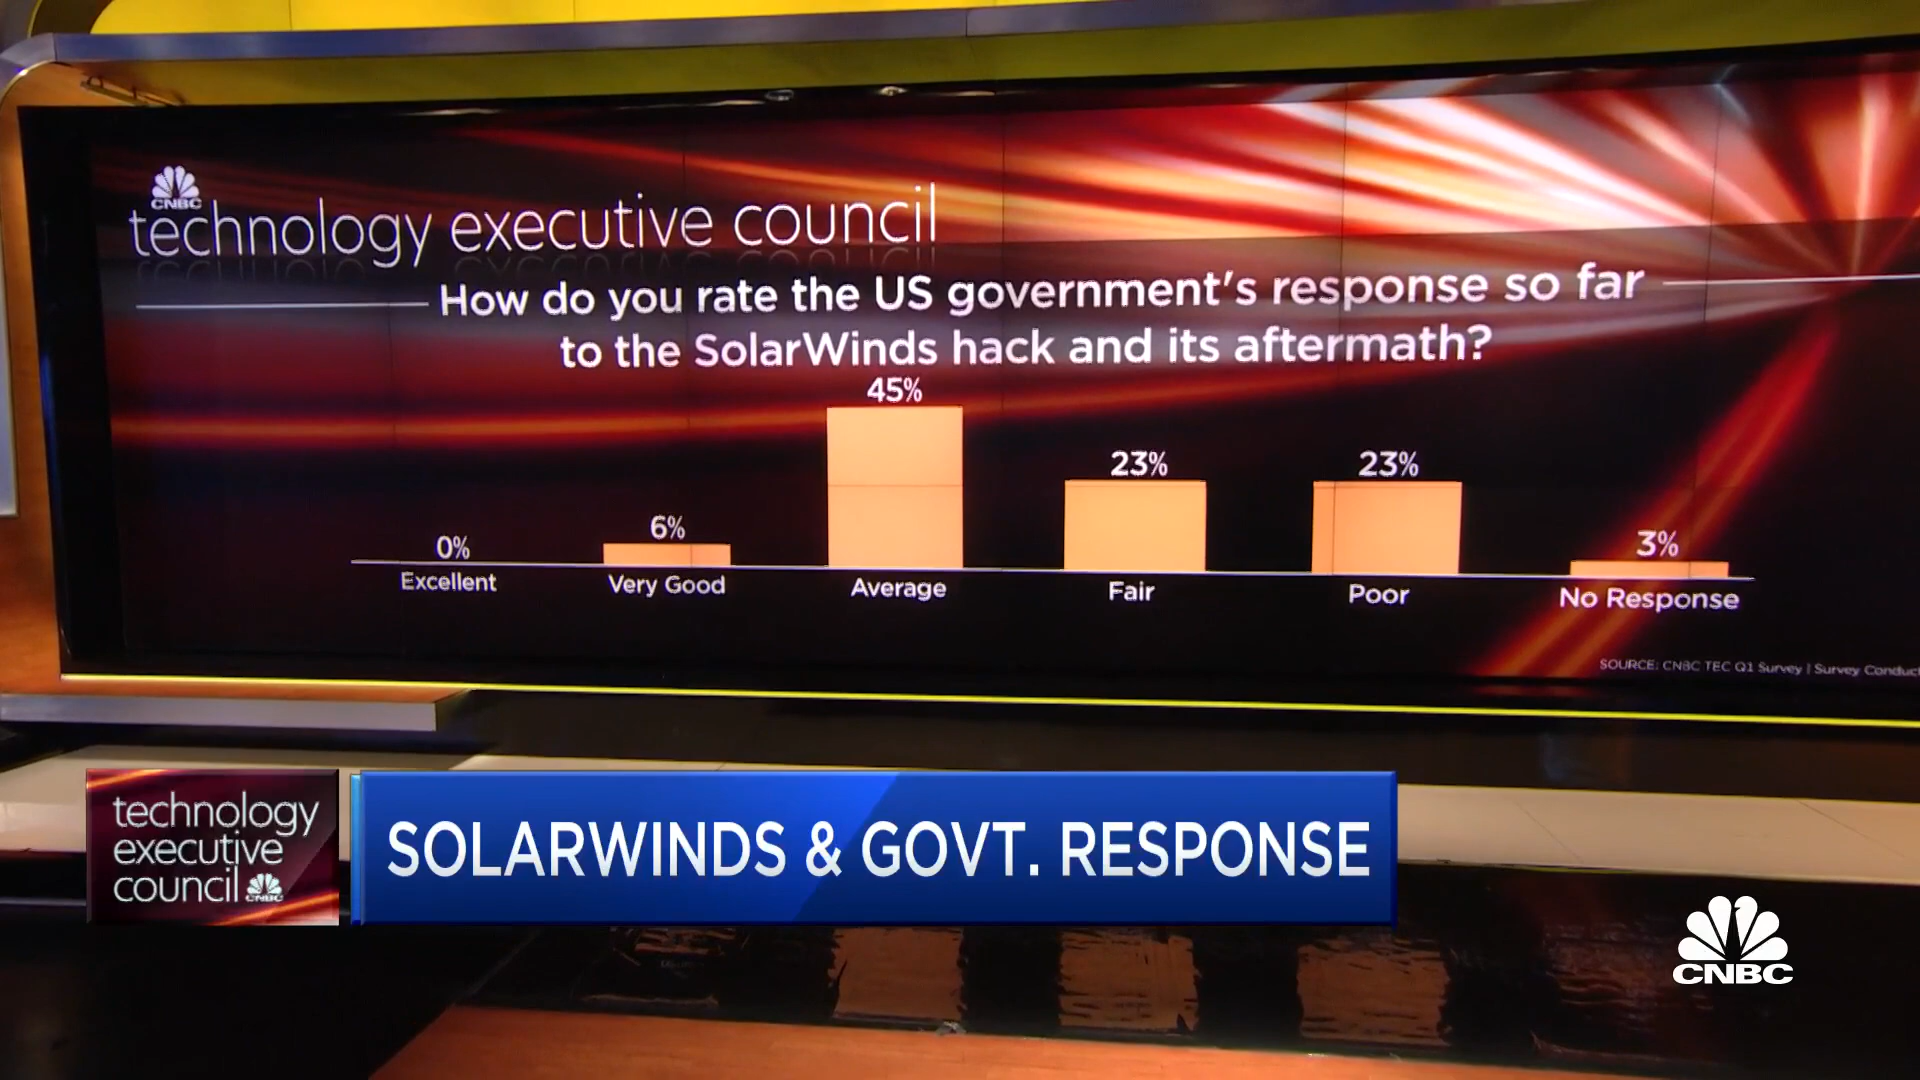 CNBC
technology executive council
How do you rate the US government's response so far
to the SolarWinds hack and its aftermath?
0%
6%
45%
23%
23%
3%
Excellent
Very Good
Average
Fair
Poor
No Response
SOURCE: CNBC TEC Q1 Survey | Survey Conduct
technology
executive
council CNBC
SOLARWINDS & GOVT. RESPONSE
CNBC